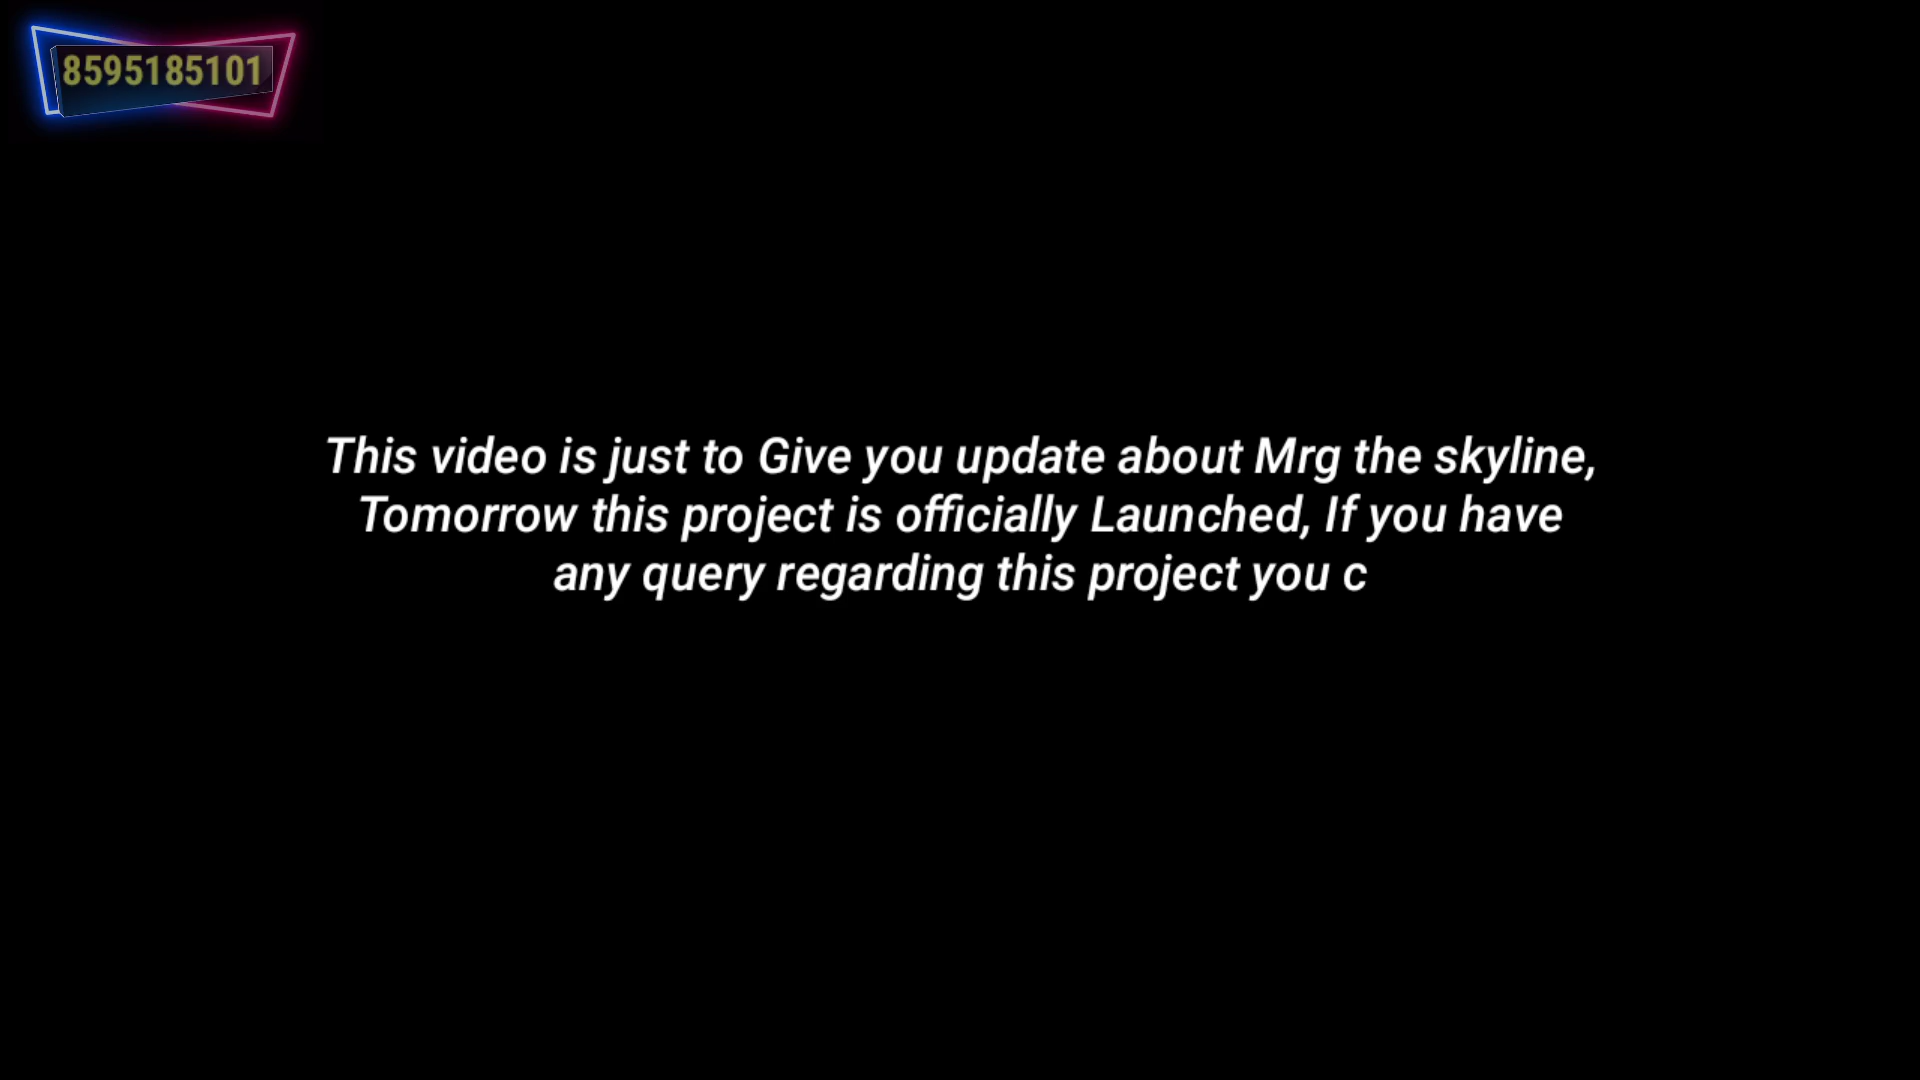 8595185101
This video is just to Give you update about Mrg the skyline,
Tomorrow this project is officially Launched, If you have
any query regarding this project you c